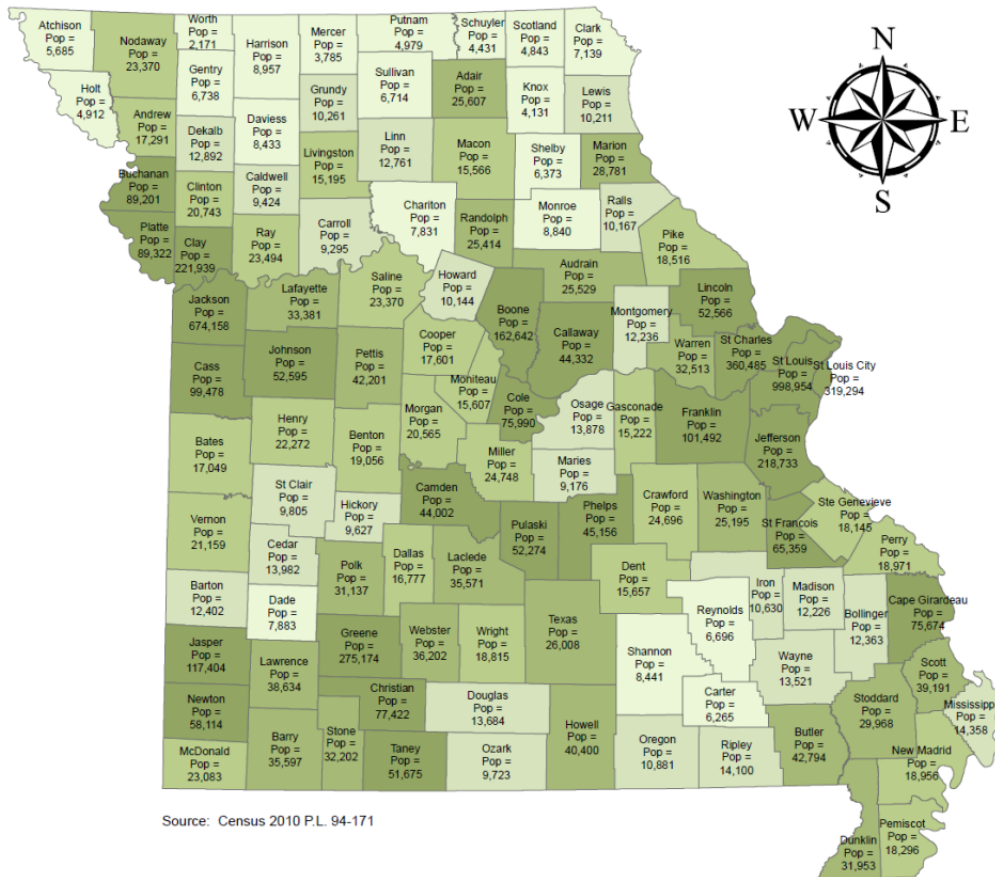 Atchison
Pop =
5,685
Nodaway
Pop =
23,370
Worth
Pop =
2,171
Harrison
Pop =
8,957
Mercer
Pop =
3,785
Putnam
Pop =
4,979
Schuyler
Pop =
4,431
Scotland
Pop =
4,843
Clark
Pop =
7,139
N
W
E
S
Holt
Pop =
4,912
Andrew
Pop =
17,291
Gentry
Pop =
6,738
Dekalb
Pop =
12,892
Daviess
Pop =
8,433
Grundy
Pop =
10,261
Sullivan
Pop =
6,714
Adair
Pop =
25,607
Knox
Pop =
4,131
Lewis
Pop =
10,211
Buchanan
Pop =
89,201
Clinton
Pop =
20,743
Caldwell
Pop =
9,424
Livingston
Pop =
15,195
Linn
Pop =
12,761
Macon
Pop =
15,566
Shelby
Pop =
6,373
Marion
Pop =
28,781
Platte
Pop =
89,322
Clay
Pop =
221,939
Ray
Pop =
23,494
Carroll
Pop =
9,295
Chariton
Pop =
7,831
Randolph
Pop =
25,414
Monroe
Pop =
8,840
Ralls
Pop =
10,167
Pike
Pop =
18,516
Jackson
Pop =
674,158
Lafayette
Pop =
33,381
Saline
Pop =
23,370
Howard
Pop =
10,144
Boone
Pop =
162,642
Audrain
Pop =
25,529
Callaway
Pop =
44,332
Montgomery
Pop =
12,236
Lincoln
Pop =
52,566
Warren
Pop =
32,513
St Charles
Pop =
360,485
St Louis
Pop =
998,954
St Louis City
Pop =
319,294
Cass
Pop =
99,478
Johnson
Pop =
52,595
Pettis
Pop =
42,201
Cooper
Pop =
17,601
Moniteau
Pop =
15,607
Cole
Pop =
75,990
Osage
Pop =
13,878
Gasconade
Pop =
15,222
Franklin
Pop =
101,492
Jefferson
Pop =
218,733
Bates
Pop =
17,049
Henry
Pop =
22,272
Benton
Pop =
19,056
Morgan
Pop =
20,565
Miller
Pop =
24,748
Maries
Pop =
9,176
St Clair
Pop =
9,805
Hickory
Pop =
9,627
Camden
Pop =
44,002
Pulaski
Pop =
52,274
Phelps
Pop =
45,156
Crawford
Pop =
24,696
Washington
Pop =
25,195
St Francois
Pop =
65,359
Ste Genevieve
Pop =
18,145
Perry
Pop =
18,971
Vernon
Pop =
21,159
Cedar
Pop =
13,982
Polk
Pop =
31,137
Dallas
Pop =
16,777
Laclede
Pop =
35,571
Dent
Pop =
15,657
Iron
Pop =
10,630
Madison
Pop =
12,226
Bollinger
Pop =
12,363
Cape Girardeau
Pop =
75,674
Barton
Pop =
12,402
Dade
Pop =
7,883
Greene
Pop =
275,174
Webster
Pop =
36,202
Wright
Pop =
18,815
Texas
Pop =
26,008
Shannon
Pop =
8,441
Reynolds
Pop =
6,696
Wayne
Pop =
13,521
Scott
Pop =
39,191
Mississippi
Pop =
14,358
Jasper
Pop =
117,404
Lawrence
Pop =
38,634
Christian
Pop =
77,422
Douglas
Pop =
13,684
Howell
Pop =
40,400
Carter
Pop =
6,265
Stoddard
Pop =
29,968
Newton
Pop =
58,114
McDonald
Pop =
23,083
Barry
Pop =
35,597
Stone
Pop =
32,202
Taney
Pop =
51,675
Ozark
Pop =
9,723
Oregon
Pop =
10,881
Ripley
Pop =
14,100
Butler
Pop =
42,794
New Madrid
Pop =
18,956
Dunklin
Pop =
31,953
Pemiscot
Pop =
18,296
Source: Census 2010 P.L. 94-171